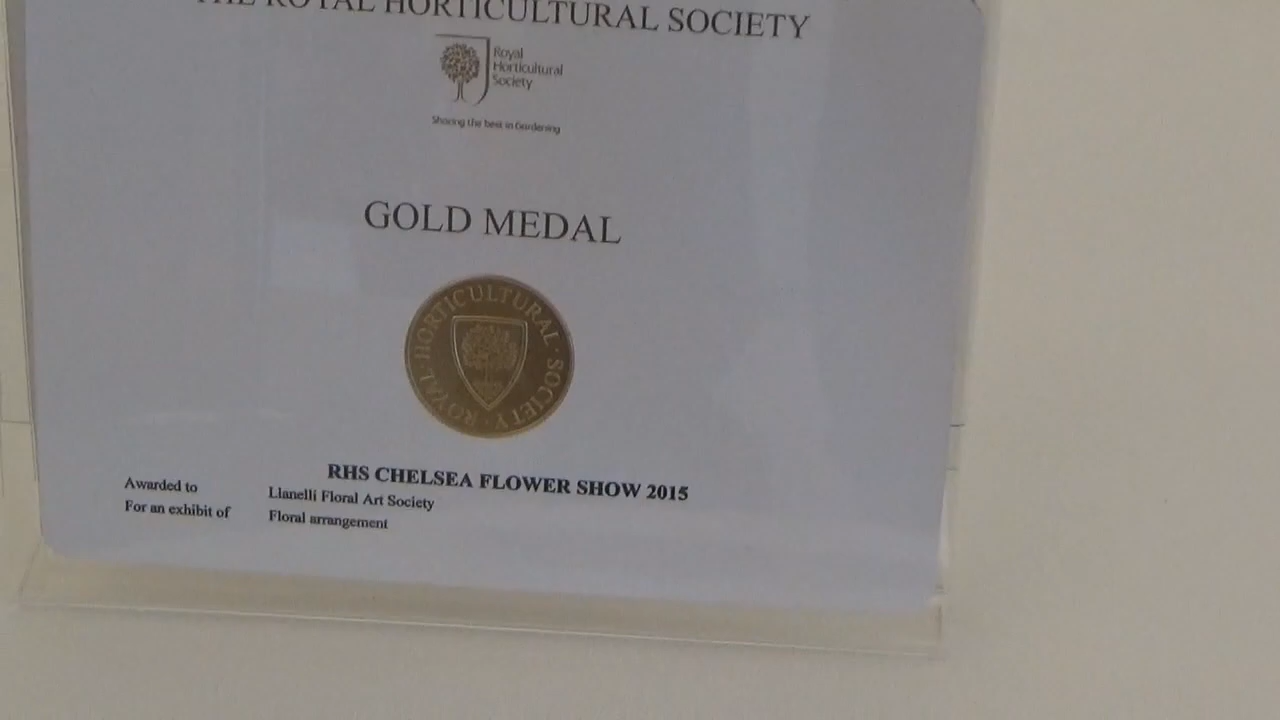 THE ROYAL HORTICULTURAL SOCIETY
Royal
Horticultural
Society
Sharing the best in Gardening
GOLD MEDAL
ROYAL · HORTICULTURAL · SOCIETY ·
RHS CHELSEA FLOWER SHOW 2015
Awarded to Llanelli Floral Art Society
For an exhibit of Floral arrangement